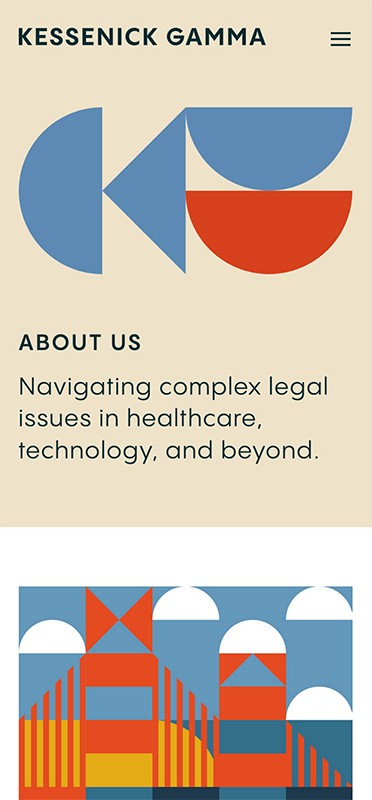 KESSENICK GAMMA
ABOUT US
Navigating complex legal
issues in healthcare,
technology, and beyond.